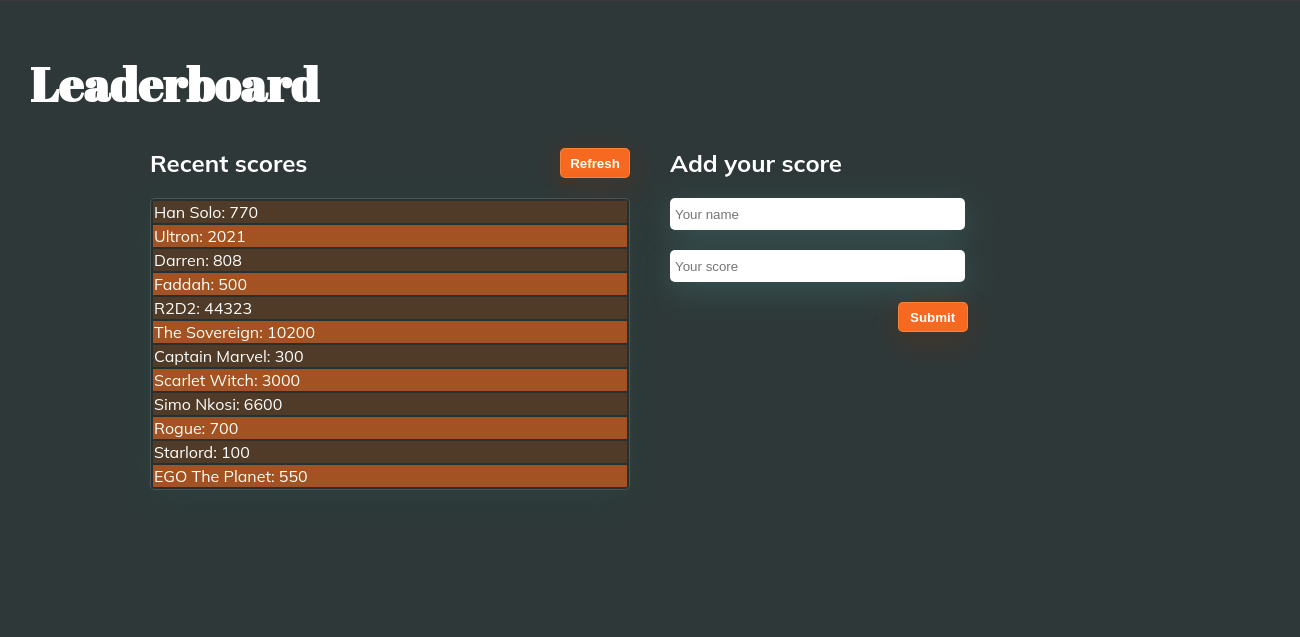 Leaderboard
Recent scores
Refresh
Han Solo: 770
Ultron: 2021
Darren: 808
Faddah: 500
R2D2: 44323
The Sovereign: 10200
Captain Marvel: 300
Scarlet Witch: 3000
Simo Nkosi: 6600
Rogue: 700
Starlord: 100
EGO The Planet: 550
Add your score
Your name
Your score
Submit